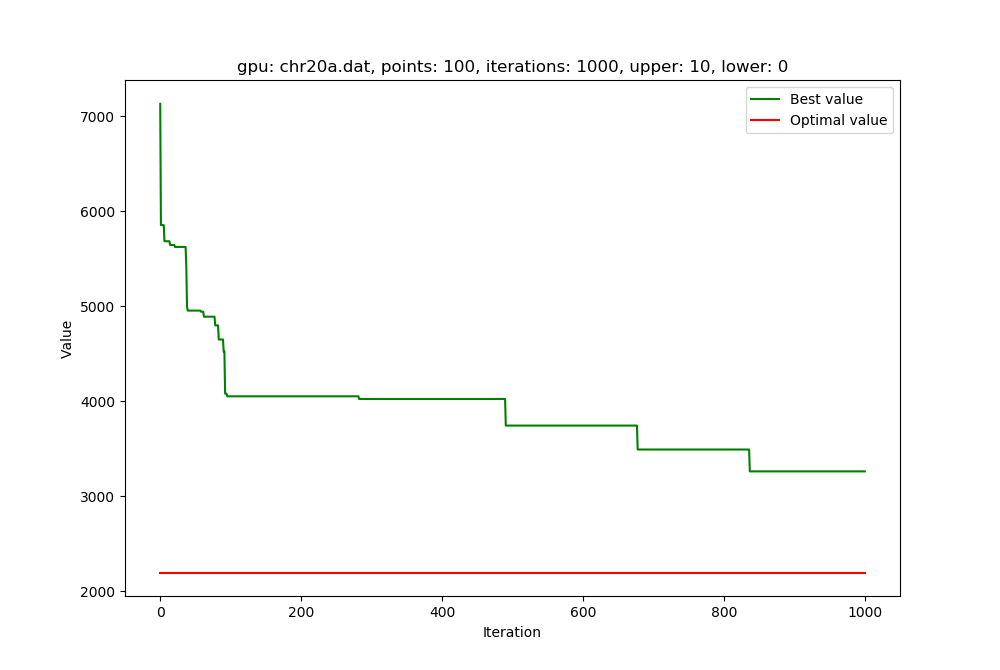 gpu: chr20a.dat, points: 100, iterations: 1000, upper: 10, lower: 0
Best value
Optimal value
7000
6000
5000
4000
3000
2000
Value
0
200
400
600
800
1000
Iteration